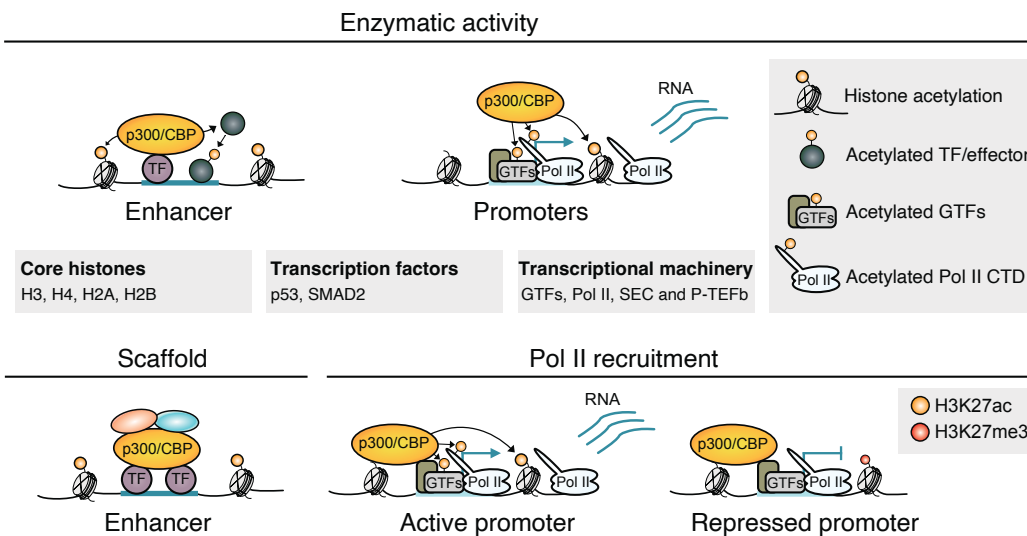 Enzymatic activity
p300/CBP
TF
Enhancer
p300/CBP
GTFs
Pol II
Pol II
RNA
Promoters
Histone acetylation
Acetylated TF/effector
GTFs
Acetylated GTFs
Pol II
Acetylated Pol II CTD
Core histones
H3, H4, H2A, H2B
Transcription factors
p53, SMAD2
Transcriptional machinery
GTFs, Pol II, SEC and P-TEFb
Scaffold
p300/CBP
TF
TF
Enhancer
Pol II recruitment
p300/CBP
GTFs
Pol II
Pol II
RNA
Active promoter
p300/CBP
GTFs
Pol II
Repressed promoter
H3K27ac
H3K27me3